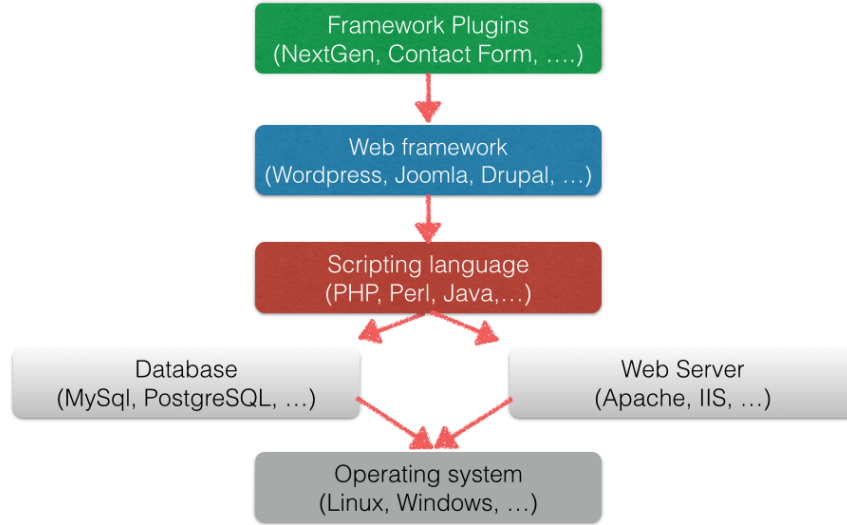 Framework Plugins
(NextGen, Contact Form, ....)
Web framework
(Wordpress, Joomla, Drupal, ...)
Scripting language
(PHP, Perl, Java,...)
Database
(MySql, PostgreSQL, ...)
Web Server
(Apache, IIS, ...)
Operating system
(Linux, Windows, ...)